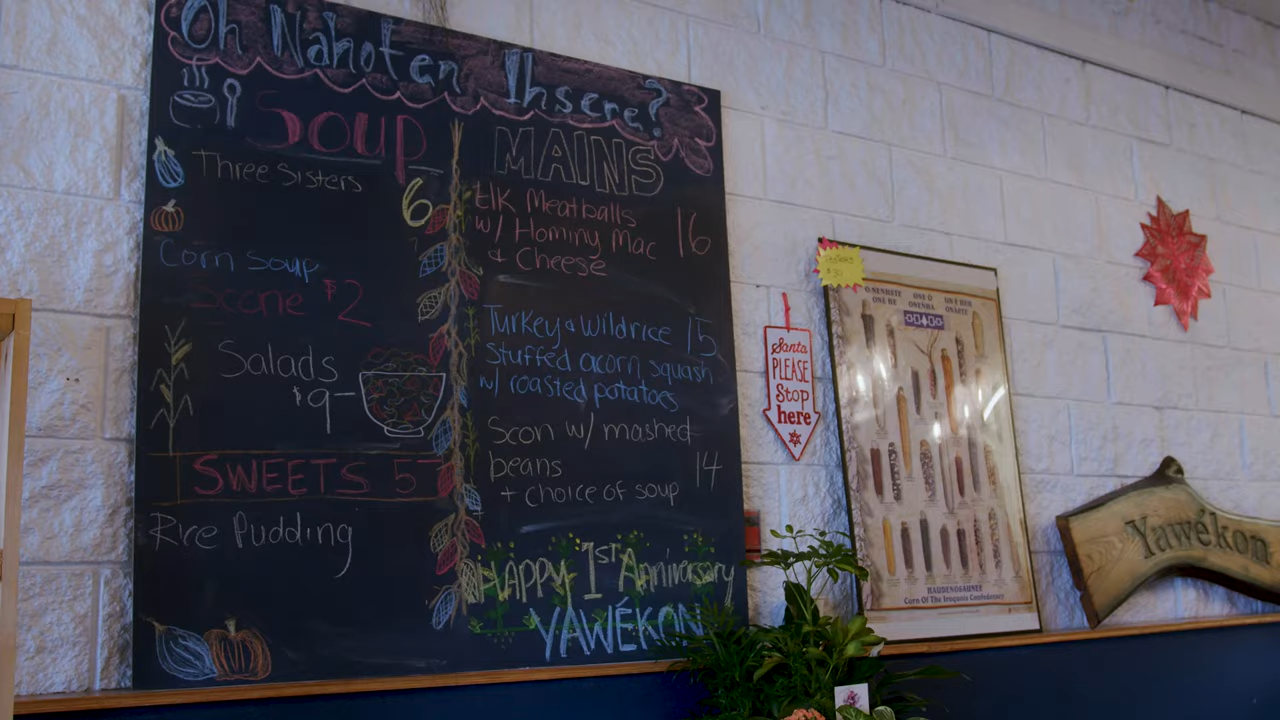 Oh Nahoten Ihsere?
Soup
Three Sisters
6
Corn Soup
Scone $2
Salads
$9-
SWEETS 5-
Rice Pudding
MAINS
Elk Meatballs
w/ Hominy Mac 16
& Cheese
Turkey & Wildrice 15
Stuffed acorn squash
w/ roasted potatoes
Scon w/ mashed
beans 14
+ choice of soup
HAPPY 1st Anniversary
YAWÉKON
Santa
PLEASE
Stop
here
HAUDENOSAUNEE
Corn Of The Iroquois Confederacy
Yawékon